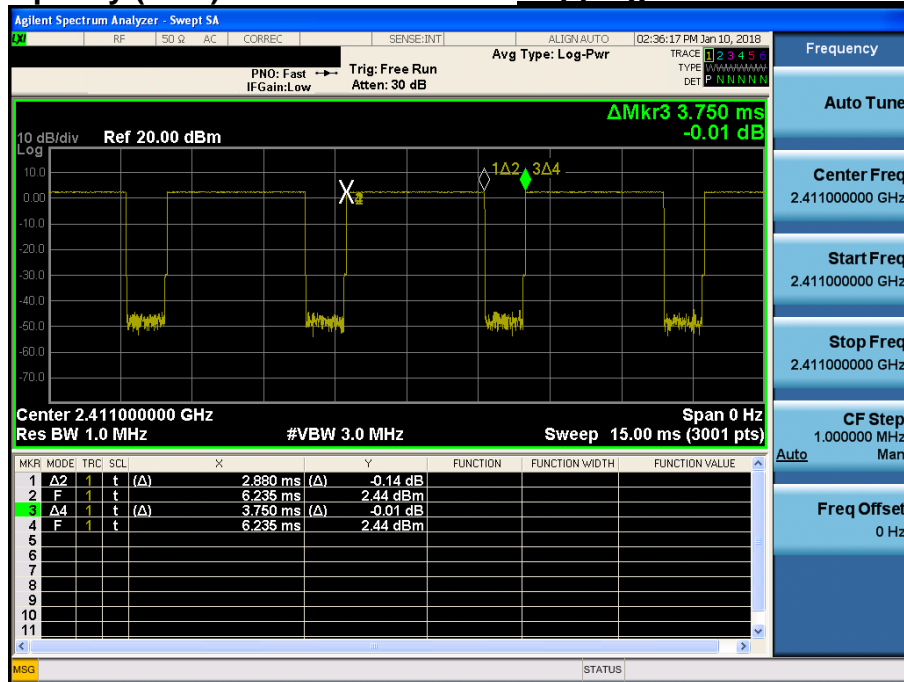 Agilent Spectrum Analyzer - Swept SA
LXI RF 50 Ω AC CORREC SENSE:INT ALIGN AUTO 02:36:17 PM Jan 10, 2018
Avg Type: Log-Pwr
TRACE 1 2 3 4 5 6
TYPE WWWWWW
DET P N N N N N
PNO: Fast
IFGain:Low
Trig: Free Run
Atten: 30 dB
ΔMkr3 3.750 ms
-0.01 dB
10 dB/div Ref 20.00 dBm
Log
10.0
0.00
-10.0
-20.0
-30.0
-40.0
-50.0
-60.0
-70.0
1Δ2 3Δ4
X
Center 2.411000000 GHz Span 0 Hz
Res BW 1.0 MHz #VBW 3.0 MHz Sweep 15.00 ms (3001 pts)
MKR MODE TRC SCL X Y FUNCTION FUNCTION WIDTH FUNCTION VALUE
1 Δ2 1 t (Δ) 2.880 ms (Δ) -0.14 dB
2 F 1 t 6.235 ms 2.44 dBm
3 Δ4 1 t (Δ) 3.750 ms (Δ) -0.01 dB
4 F 1 t 6.235 ms 2.44 dBm
5
6
7
8
9
10
11
MSG STATUS
Frequency
Auto Tune
Center Freq
2.411000000 GHz
Start Freq
2.411000000 GHz
Stop Freq
2.411000000 GHz
CF Step
1.000000 MHz
Auto Man
Freq Offset
0 Hz